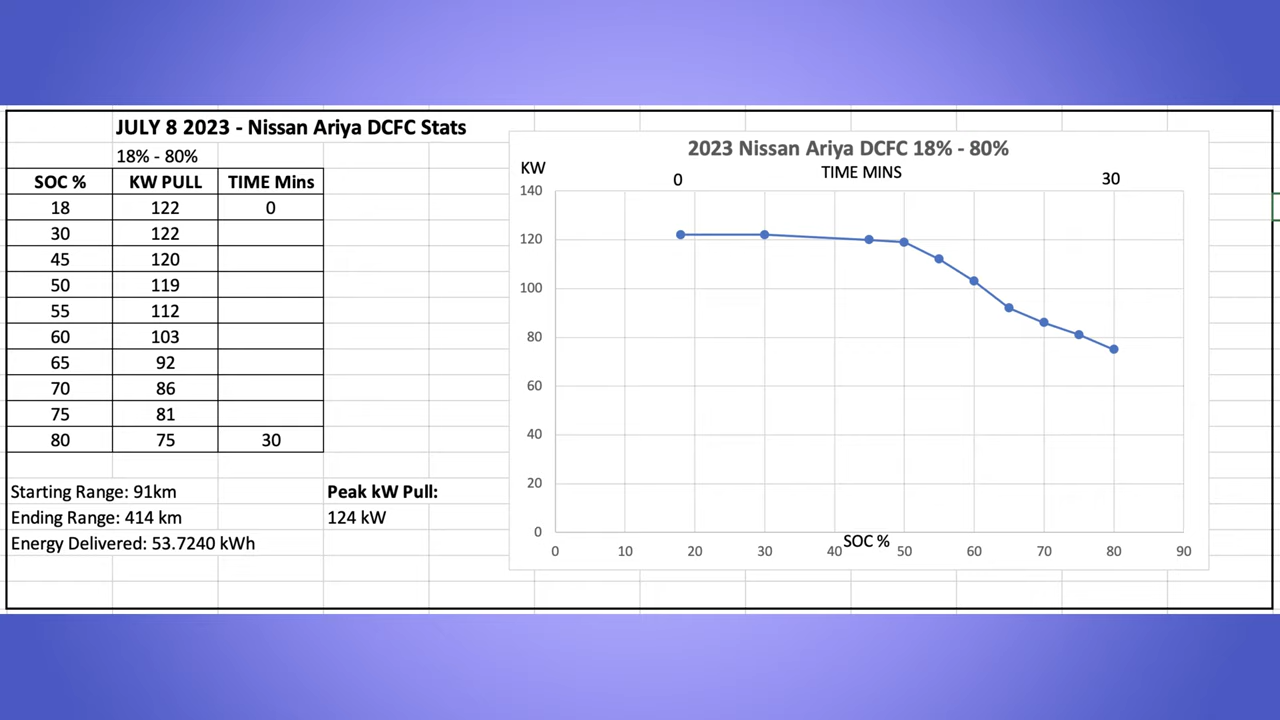 JULY 8 2023 - Nissan Ariya DCFC Stats
18% - 80%
SOC % KW PULL TIME Mins
18 122 0
30 122
45 120
50 119
55 112
60 103
65 92
70 86
75 81
80 75 30
Starting Range: 91km
Ending Range: 414 km
Energy Delivered: 53.7240 kWh
Peak kW Pull:
124 kW
2023 Nissan Ariya DCFC 18% - 80%
KW
TIME MINS
0 30
140
120
100
80
60
40
20
0
SOC %
0 10 20 30 40 50 60 70 80 90